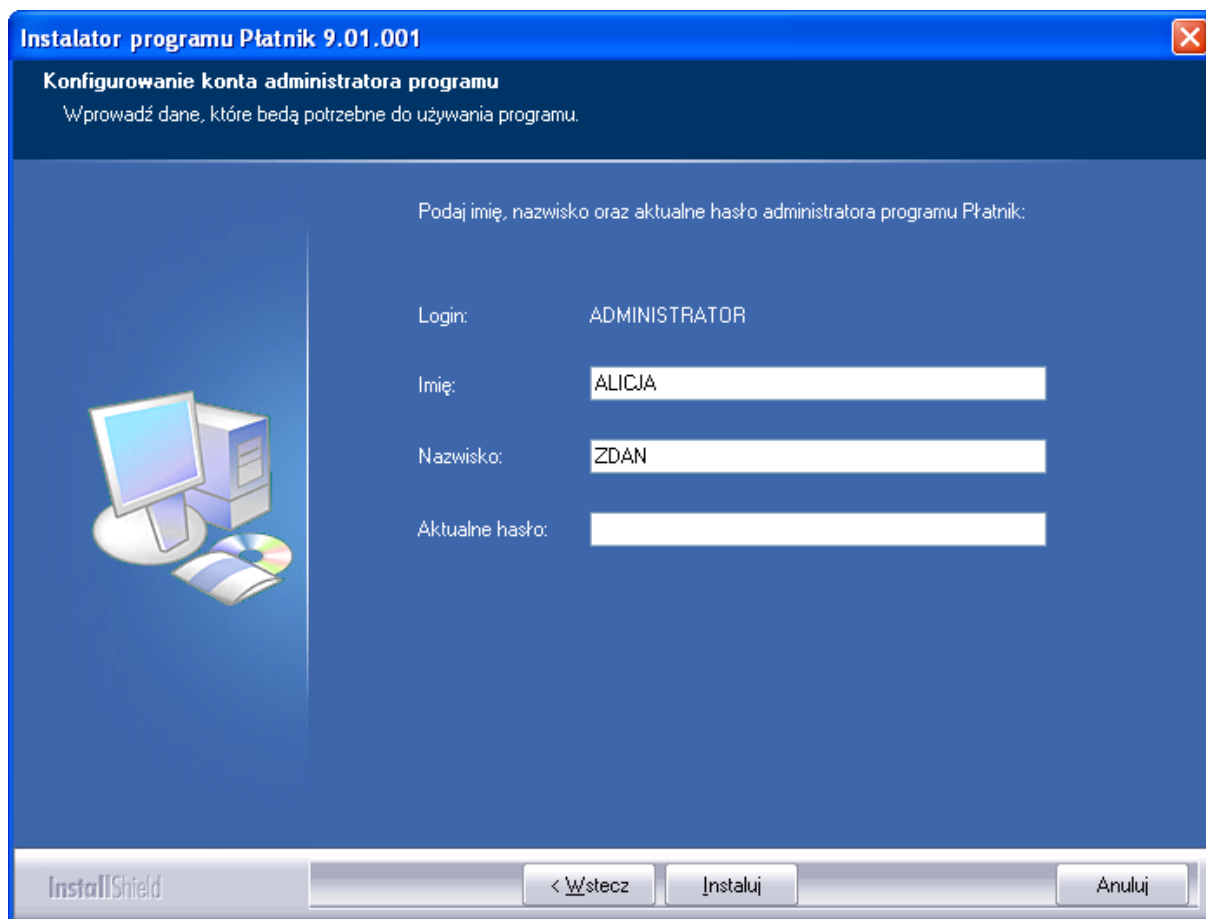 Instalator programu Płatnik 9.01.001
Konfigurowanie konta administratora programu
Wprowadź dane, które bedą potrzebne do używania programu.
Podaj imię, nazwisko oraz aktualne hasło administratora programu Płatnik:
Login: ADMINISTRATOR
Imię: ALICJA
Nazwisko: ZDAN
Aktualne hasło:
InstallShield
< Wstecz Instaluj Anuluj